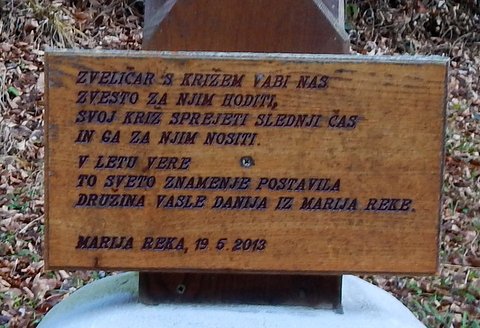 ZVELIČAR S KRIŽEM VABI NAS
ZVESTO ZA NJIM HODITI,
SVOJ KRIŽ SPREJETI SLEDNJI ČAS
IN GA ZA NJIM NOSITI.
V LETU VERE
TO SVETO ZNAMENJE POSTAVILA
DRUŽINA VASLE DANIJA IZ MARIJA REKE.
MARIJA REKA, 19.5.2013